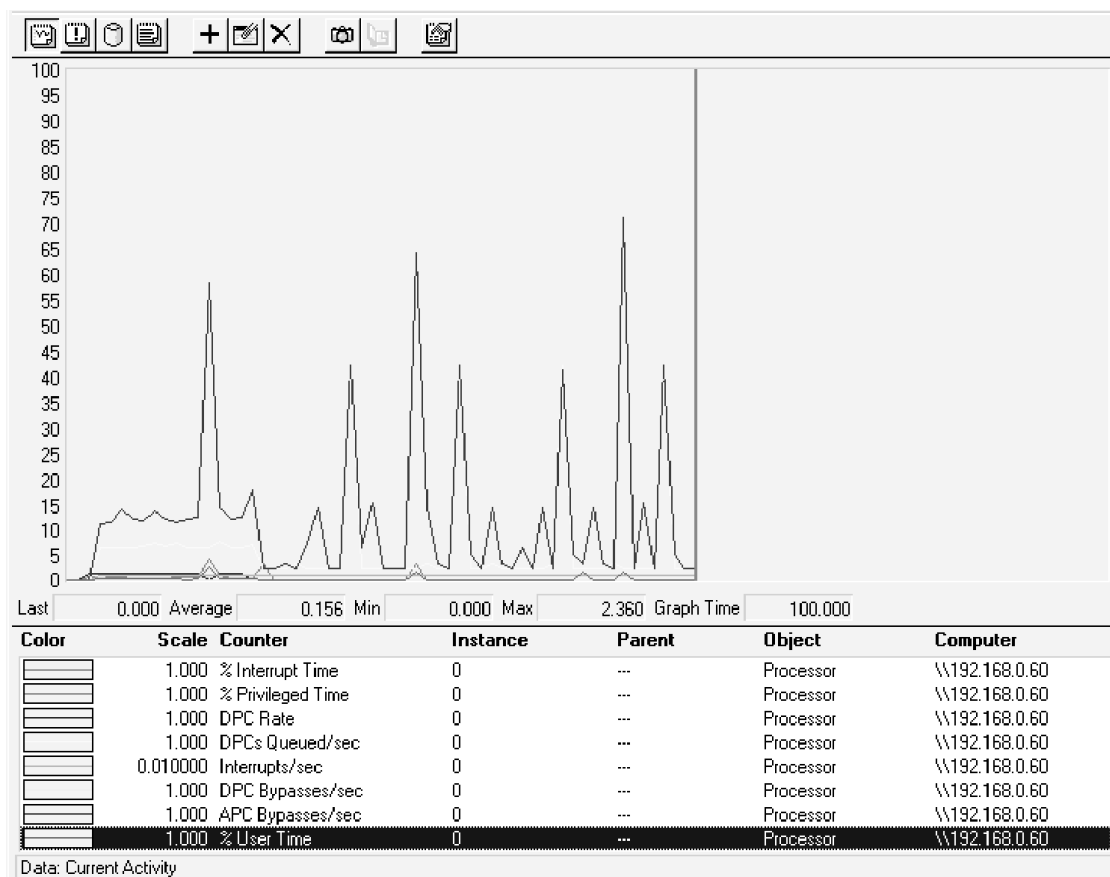 100
95
90
85
80
75
70
65
60
55
50
45
40
35
30
25
20
15
10
5
0
Last 0.000 Average 0.156 Min 0.000 Max 2.360 Graph Time 100.000
Color Scale Counter Instance Parent Object Computer
1.000 % Interrupt Time 0 --- Processor \\192.168.0.60
1.000 % Privileged Time 0 --- Processor \\192.168.0.60
1.000 DPC Rate 0 --- Processor \\192.168.0.60
1.000 DPCs Queued/sec 0 --- Processor \\192.168.0.60
0.010000 Interrupts/sec 0 --- Processor \\192.168.0.60
1.000 DPC Bypasses/sec 0 --- Processor \\192.168.0.60
1.000 APC Bypasses/sec 0 --- Processor \\192.168.0.60
1.000 % User Time 0 --- Processor \\192.168.0.60
Data: Current Activity